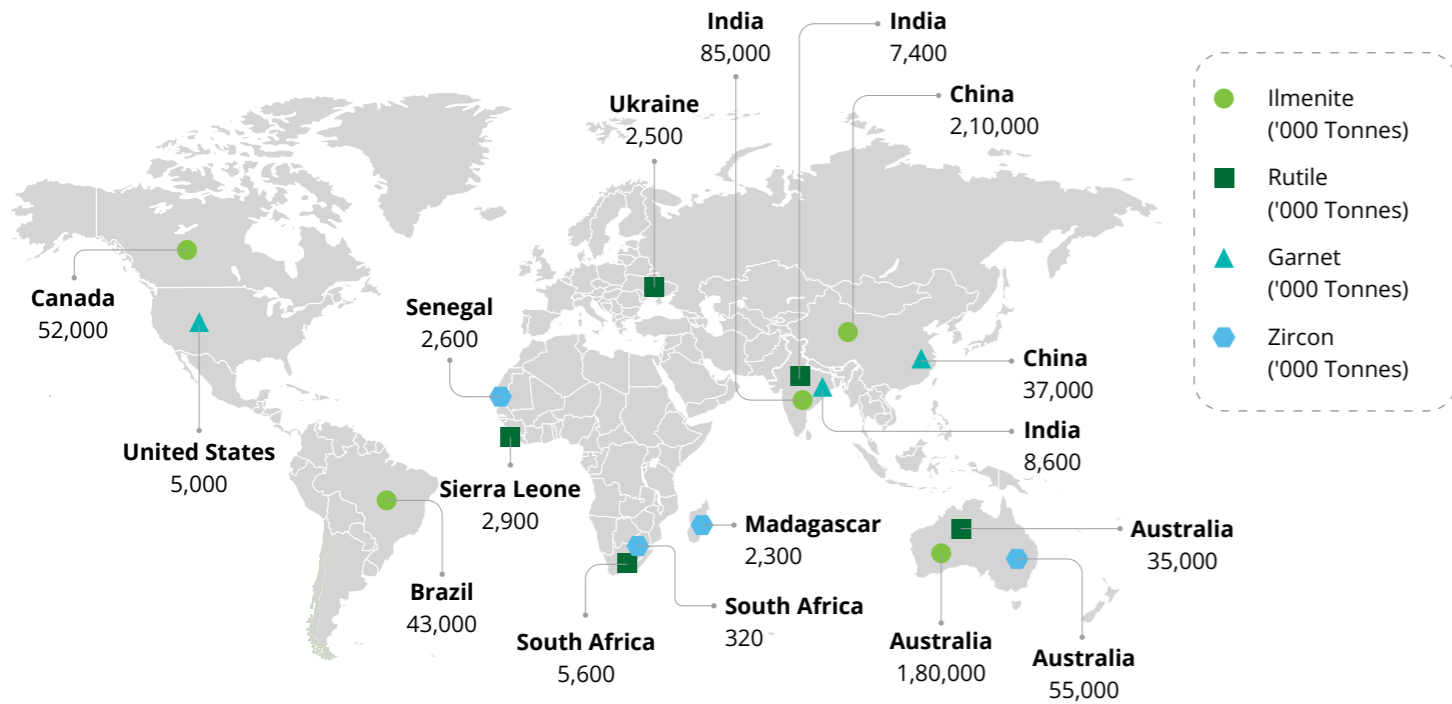 India
85,000
India
7,400
China
2,10,000
Ukraine
2,500
Ilmenite
('000 Tonnes)
Rutile
('000 Tonnes)
Garnet
('000 Tonnes)
Zircon
('000 Tonnes)
Canada
52,000
Senegal
2,600
China
37,000
United States
5,000
India
8,600
Sierra Leone
2,900
Madagascar
2,300
Australia
35,000
Brazil
43,000
South Africa
320
South Africa
5,600
Australia
1,80,000
Australia
55,000